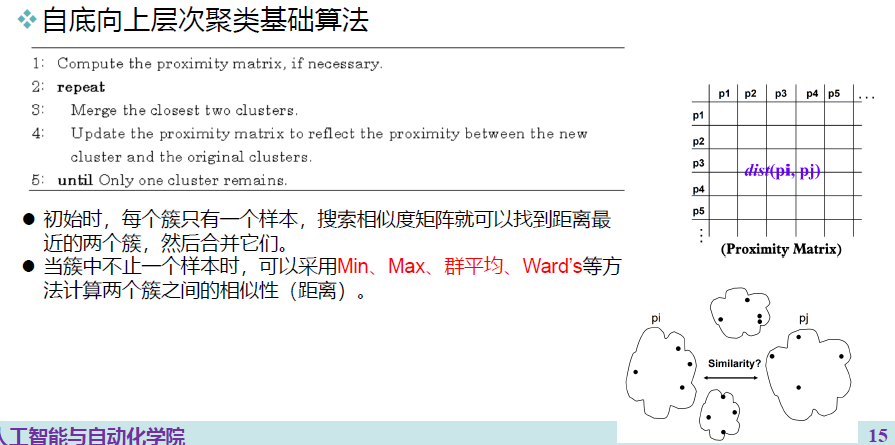 自底向上层次聚类基础算法
1: Compute the proximity matrix, if necessary.
2: repeat
3: Merge the closest two clusters.
4: Update the proximity matrix to reflect the proximity between the new
cluster and the original clusters.
5: until Only one cluster remains.
初始时，每个簇只有一个样本，搜索相似度矩阵就可以找到距离最
近的两个簇，然后合并它们。
当簇中不止一个样本时，可以采用Min、Max、群平均、Ward's等方
法计算两个簇之间的相似性（距离）。
p1 p2 p3 p4 p5 . . .
p1
p2
p3
dist(pi, pj)
p4
p5
(Proximity Matrix)
pi
pj
Similarity?
人工智能与自动化学院
15